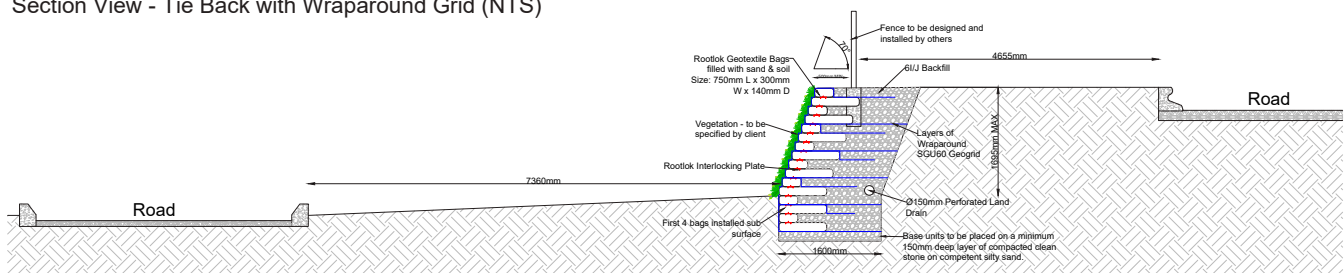 Section View - Tie Back with Wraparound Grid (NTS)
Fence to be designed and
installed by others
70°
4655mm
Rootlok Geotextile Bags
filled with sand & soil
Size: 750mm L x 300mm
W x 140mm D
6I/J Backfill
Road
Vegetation - to be
specified by client
Layers of
Wraparound
SGU60 Geogrid
1695mm MAX
Rootlok Interlocking Plate
7360mm
Road
Ø150mm Perforated Land
Drain
First 4 bags installed sub
surface
Base units to be placed on a minimum
150mm deep layer of compacted clean
stone on competent silty sand.
1600mm